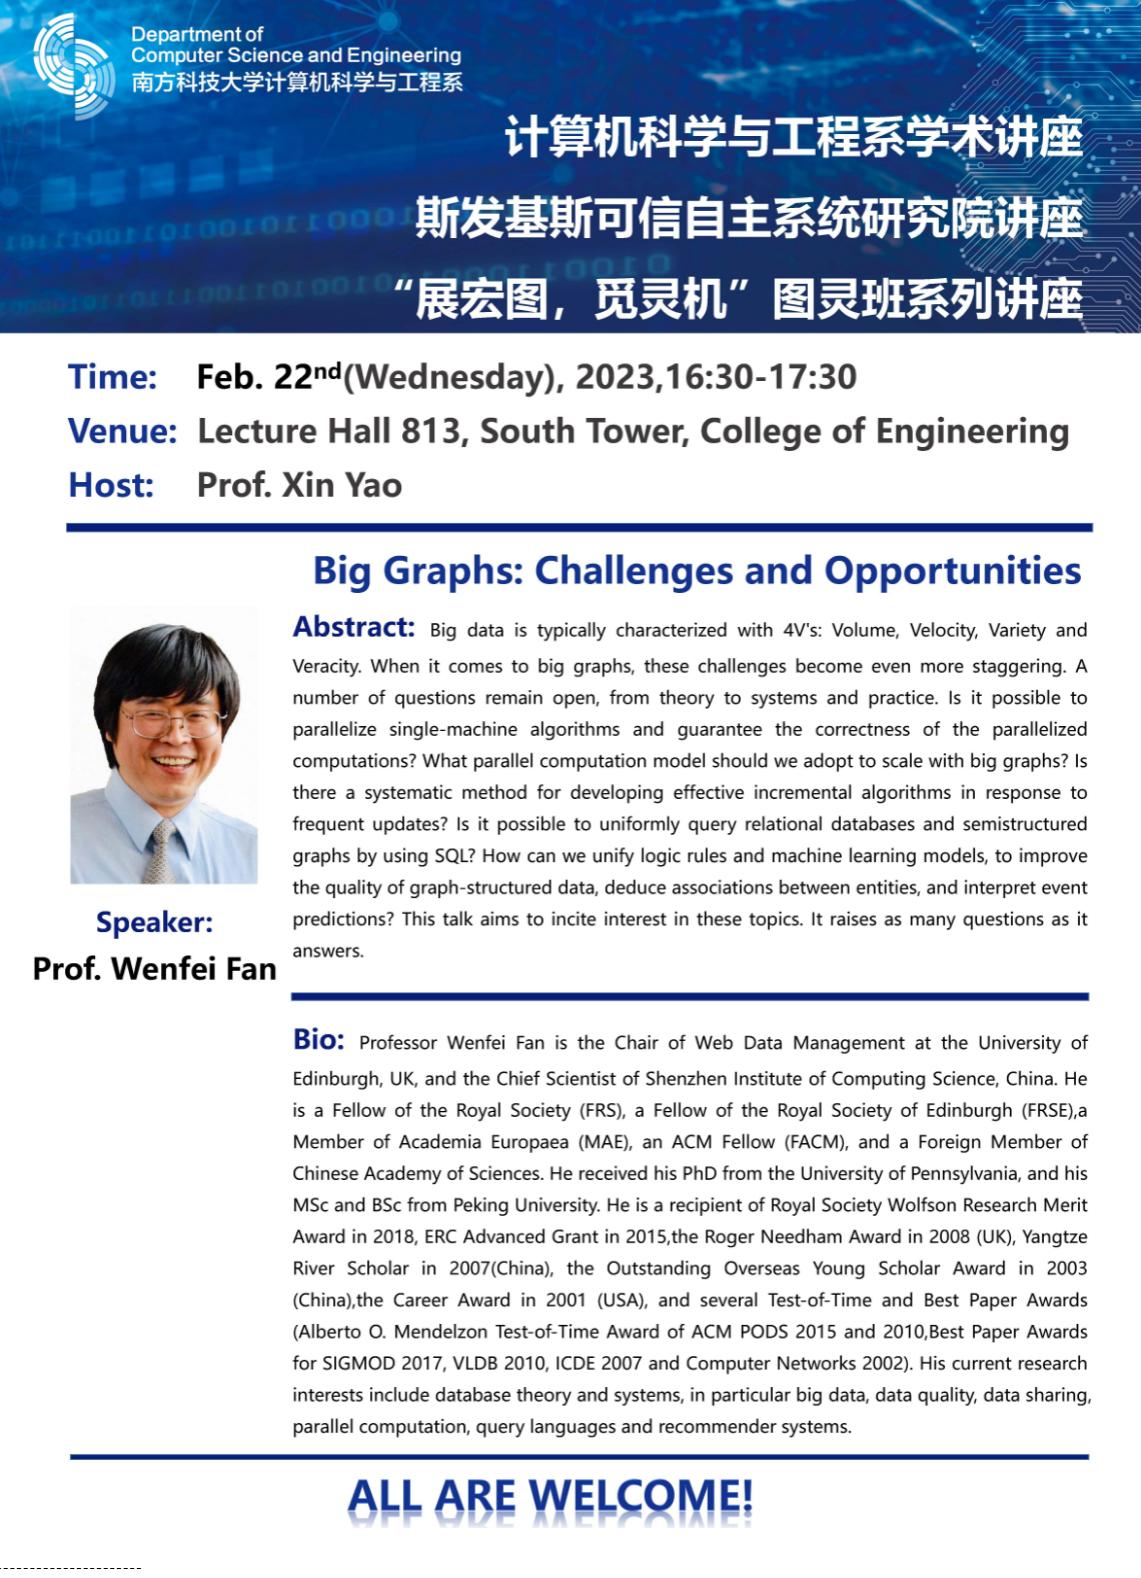 Department of
Computer Science and Engineering
南方科技大学计算机科学与工程系
计算机科学与工程系学术讲座
斯发基斯可信自主系统研究院讲座
“展宏图，觅灵机”图灵班系列讲座
Time: Feb. 22nd(Wednesday), 2023,16:30-17:30
Venue: Lecture Hall 813, South Tower, College of Engineering
Host: Prof. Xin Yao
Big Graphs: Challenges and Opportunities
Abstract: Big data is typically characterized with 4V's: Volume, Velocity, Variety and
Veracity. When it comes to big graphs, these challenges become even more staggering. A
number of questions remain open, from theory to systems and practice. Is it possible to
parallelize single-machine algorithms and guarantee the correctness of the parallelized
computations? What parallel computation model should we adopt to scale with big graphs? Is
there a systematic method for developing effective incremental algorithms in response to
frequent updates? Is it possible to uniformly query relational databases and semistructured
graphs by using SQL? How can we unify logic rules and machine learning models, to improve
the quality of graph-structured data, deduce associations between entities, and interpret event
predictions? This talk aims to incite interest in these topics. It raises as many questions as it
answers.
Speaker:
Prof. Wenfei Fan
Bio: Professor Wenfei Fan is the Chair of Web Data Management at the University of
Edinburgh, UK, and the Chief Scientist of Shenzhen Institute of Computing Science, China. He
is a Fellow of the Royal Society (FRS), a Fellow of the Royal Society of Edinburgh (FRSE),a
Member of Academia Europaea (MAE), an ACM Fellow (FACM), and a Foreign Member of
Chinese Academy of Sciences. He received his PhD from the University of Pennsylvania, and his
MSc and BSc from Peking University. He is a recipient of Royal Society Wolfson Research Merit
Award in 2018, ERC Advanced Grant in 2015,the Roger Needham Award in 2008 (UK), Yangtze
River Scholar in 2007(China), the Outstanding Overseas Young Scholar Award in 2003
(China),the Career Award in 2001 (USA), and several Test-of-Time and Best Paper Awards
(Alberto O. Mendelzon Test-of-Time Award of ACM PODS 2015 and 2010,Best Paper Awards
for SIGMOD 2017, VLDB 2010, ICDE 2007 and Computer Networks 2002). His current research
interests include database theory and systems, in particular big data, data quality, data sharing,
parallel computation, query languages and recommender systems.
ALL ARE WELCOME!